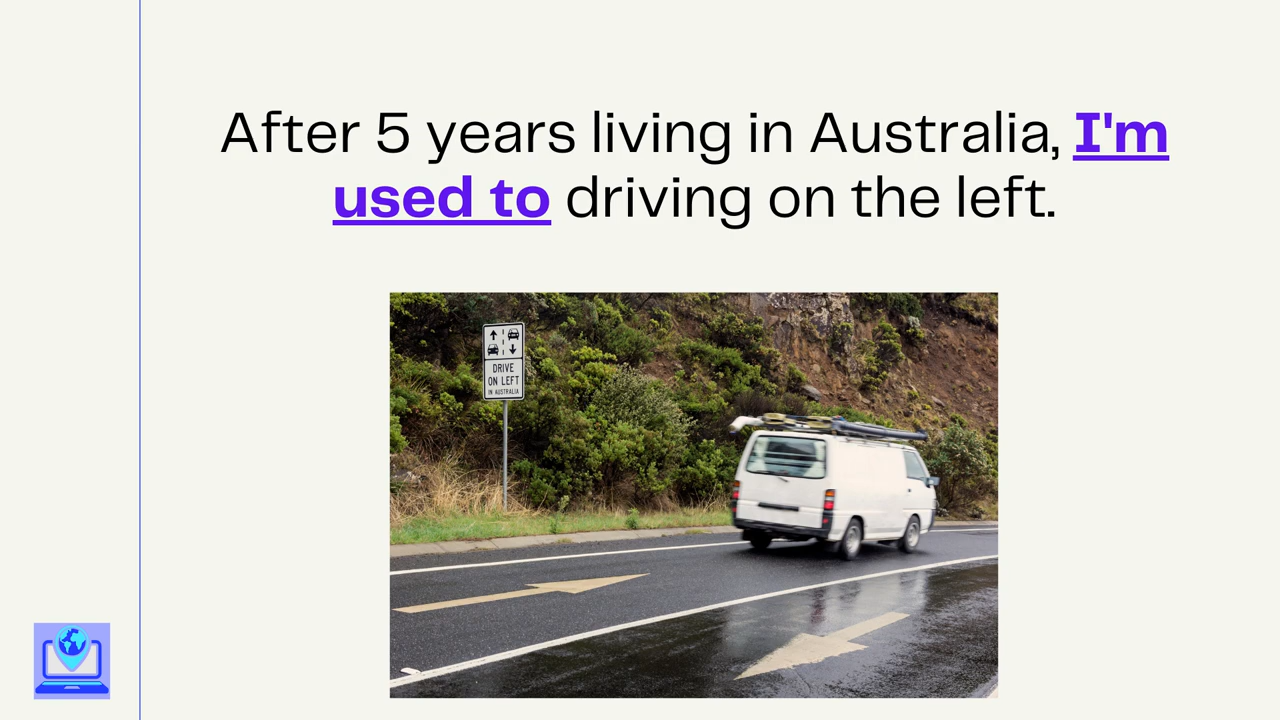 After 5 years living in Australia, I'm
used to driving on the left.
DRIVE
ON LEFT
IN AUSTRALIA